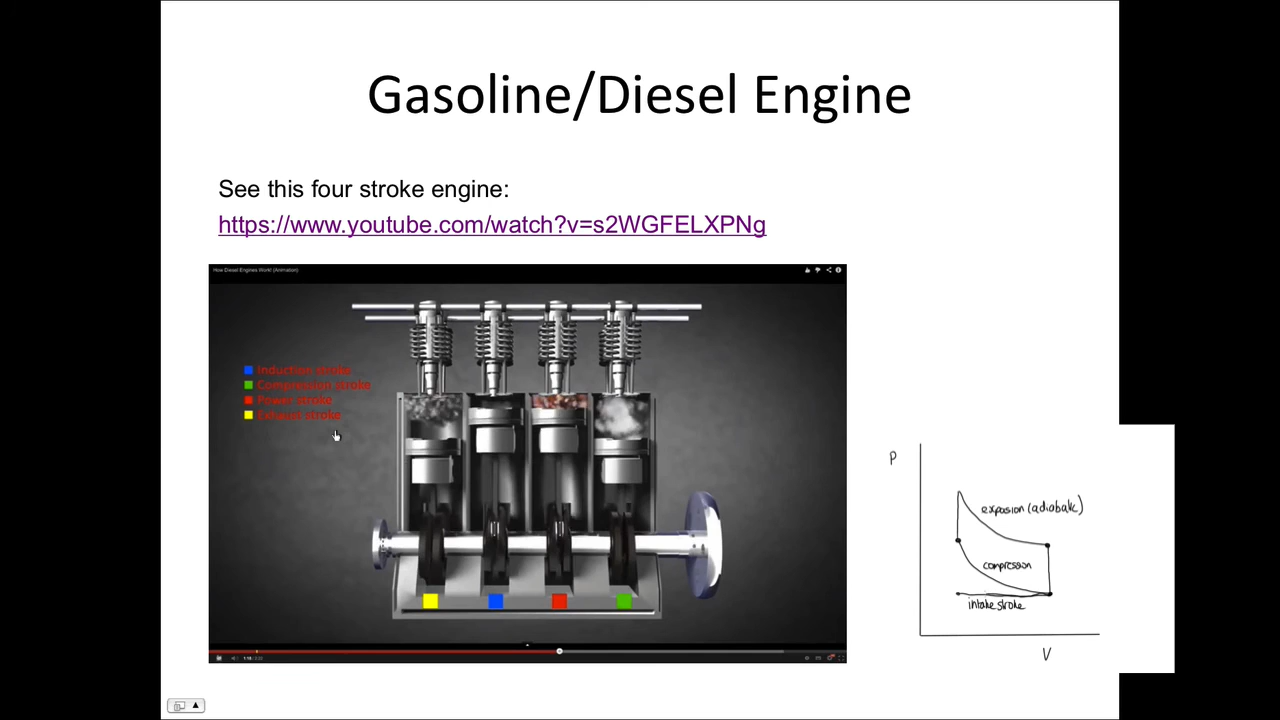 Gasoline/Diesel Engine
See this four stroke engine:
https://www.youtube.com/watch?v=s2WGFELXPNg
How Diesel Engines Work! (Animation)
Induction stroke
Compression stroke
Power stroke
Exhaust stroke
P
expasion (adiabatic)
compression
intake stroke
V